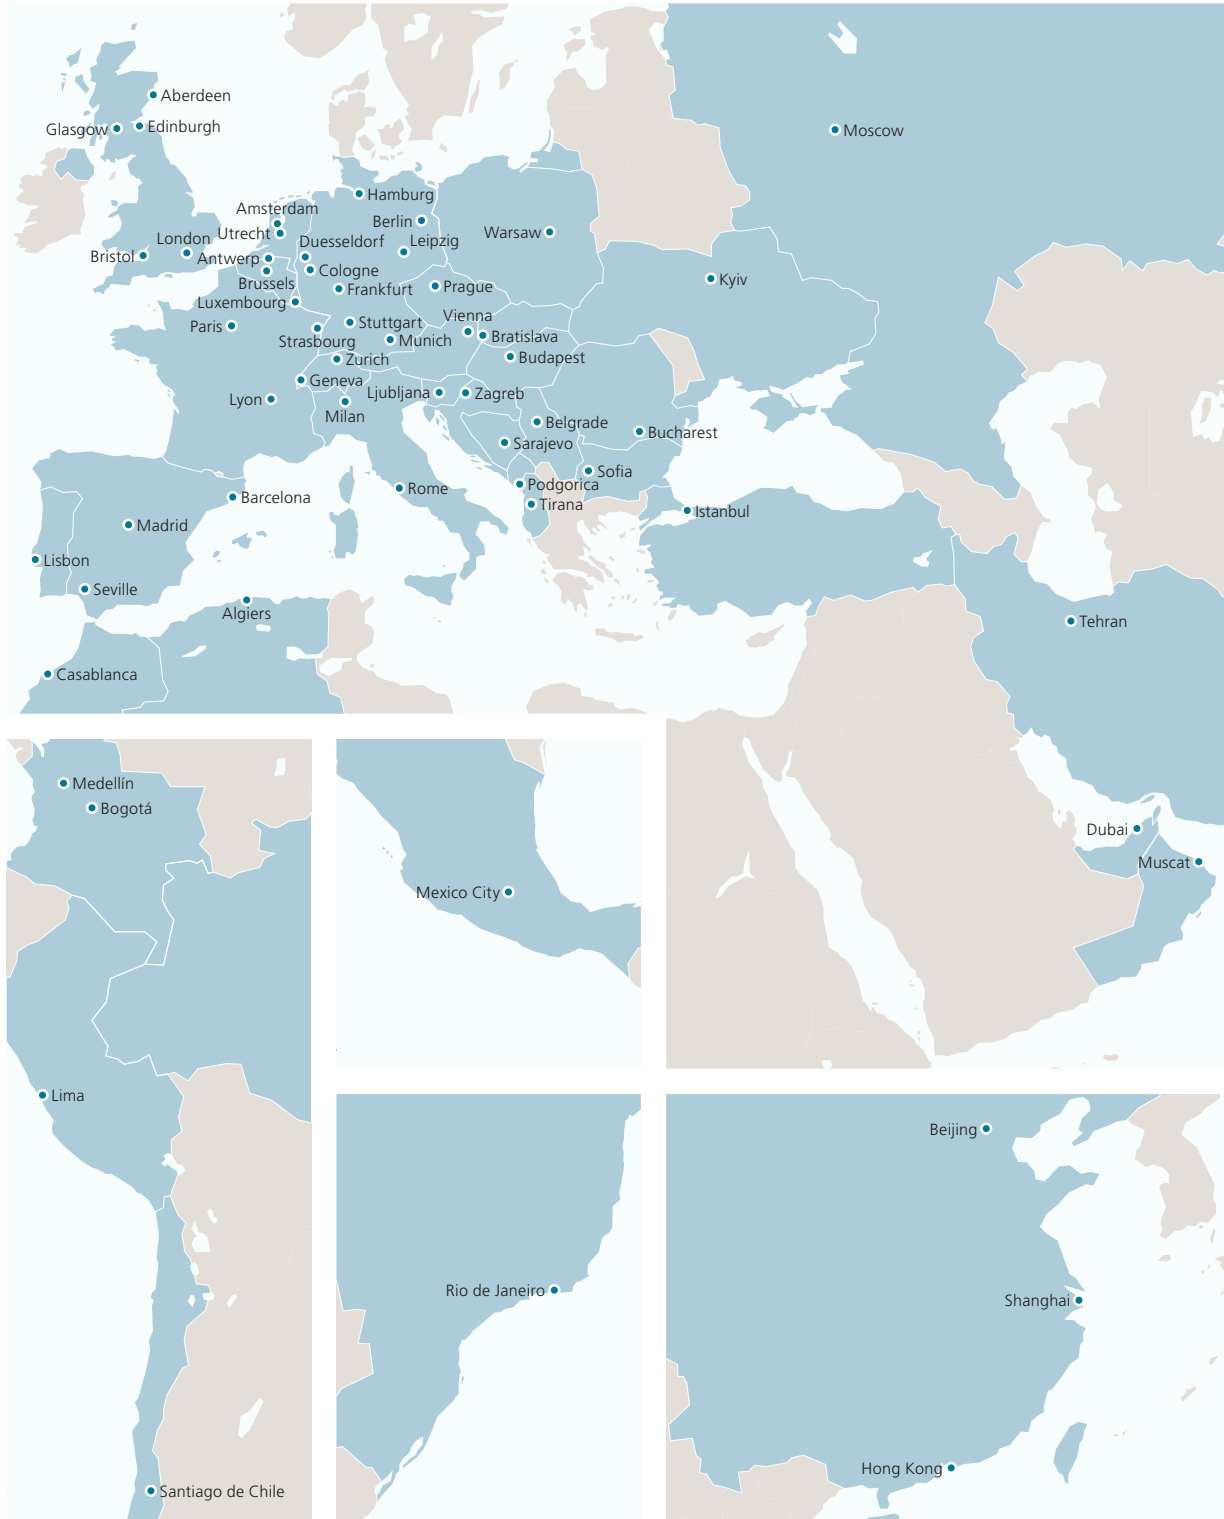 Aberdeen
Glasgow
Edinburgh
Moscow
Hamburg
Amsterdam
Berlin
Utrecht
Warsaw
London
Duesseldorf
Leipzig
Bristol
Antwerp
Cologne
Kyiv
Brussels
Frankfurt
Prague
Luxembourg
Vienna
Paris
Stuttgart
Strasbourg
Munich
Bratislava
Zurich
Budapest
Geneva
Lyon
Ljubljana
Zagreb
Milan
Belgrade
Bucharest
Sarajevo
Sofia
Podgorica
Rome
Barcelona
Tirana
Istanbul
Madrid
Lisbon
Seville
Algiers
Tehran
Casablanca
Medellín
Bogotá
Dubai
Muscat
Mexico City
Lima
Beijing
Rio de Janeiro
Shanghai
Hong Kong
Santiago de Chile